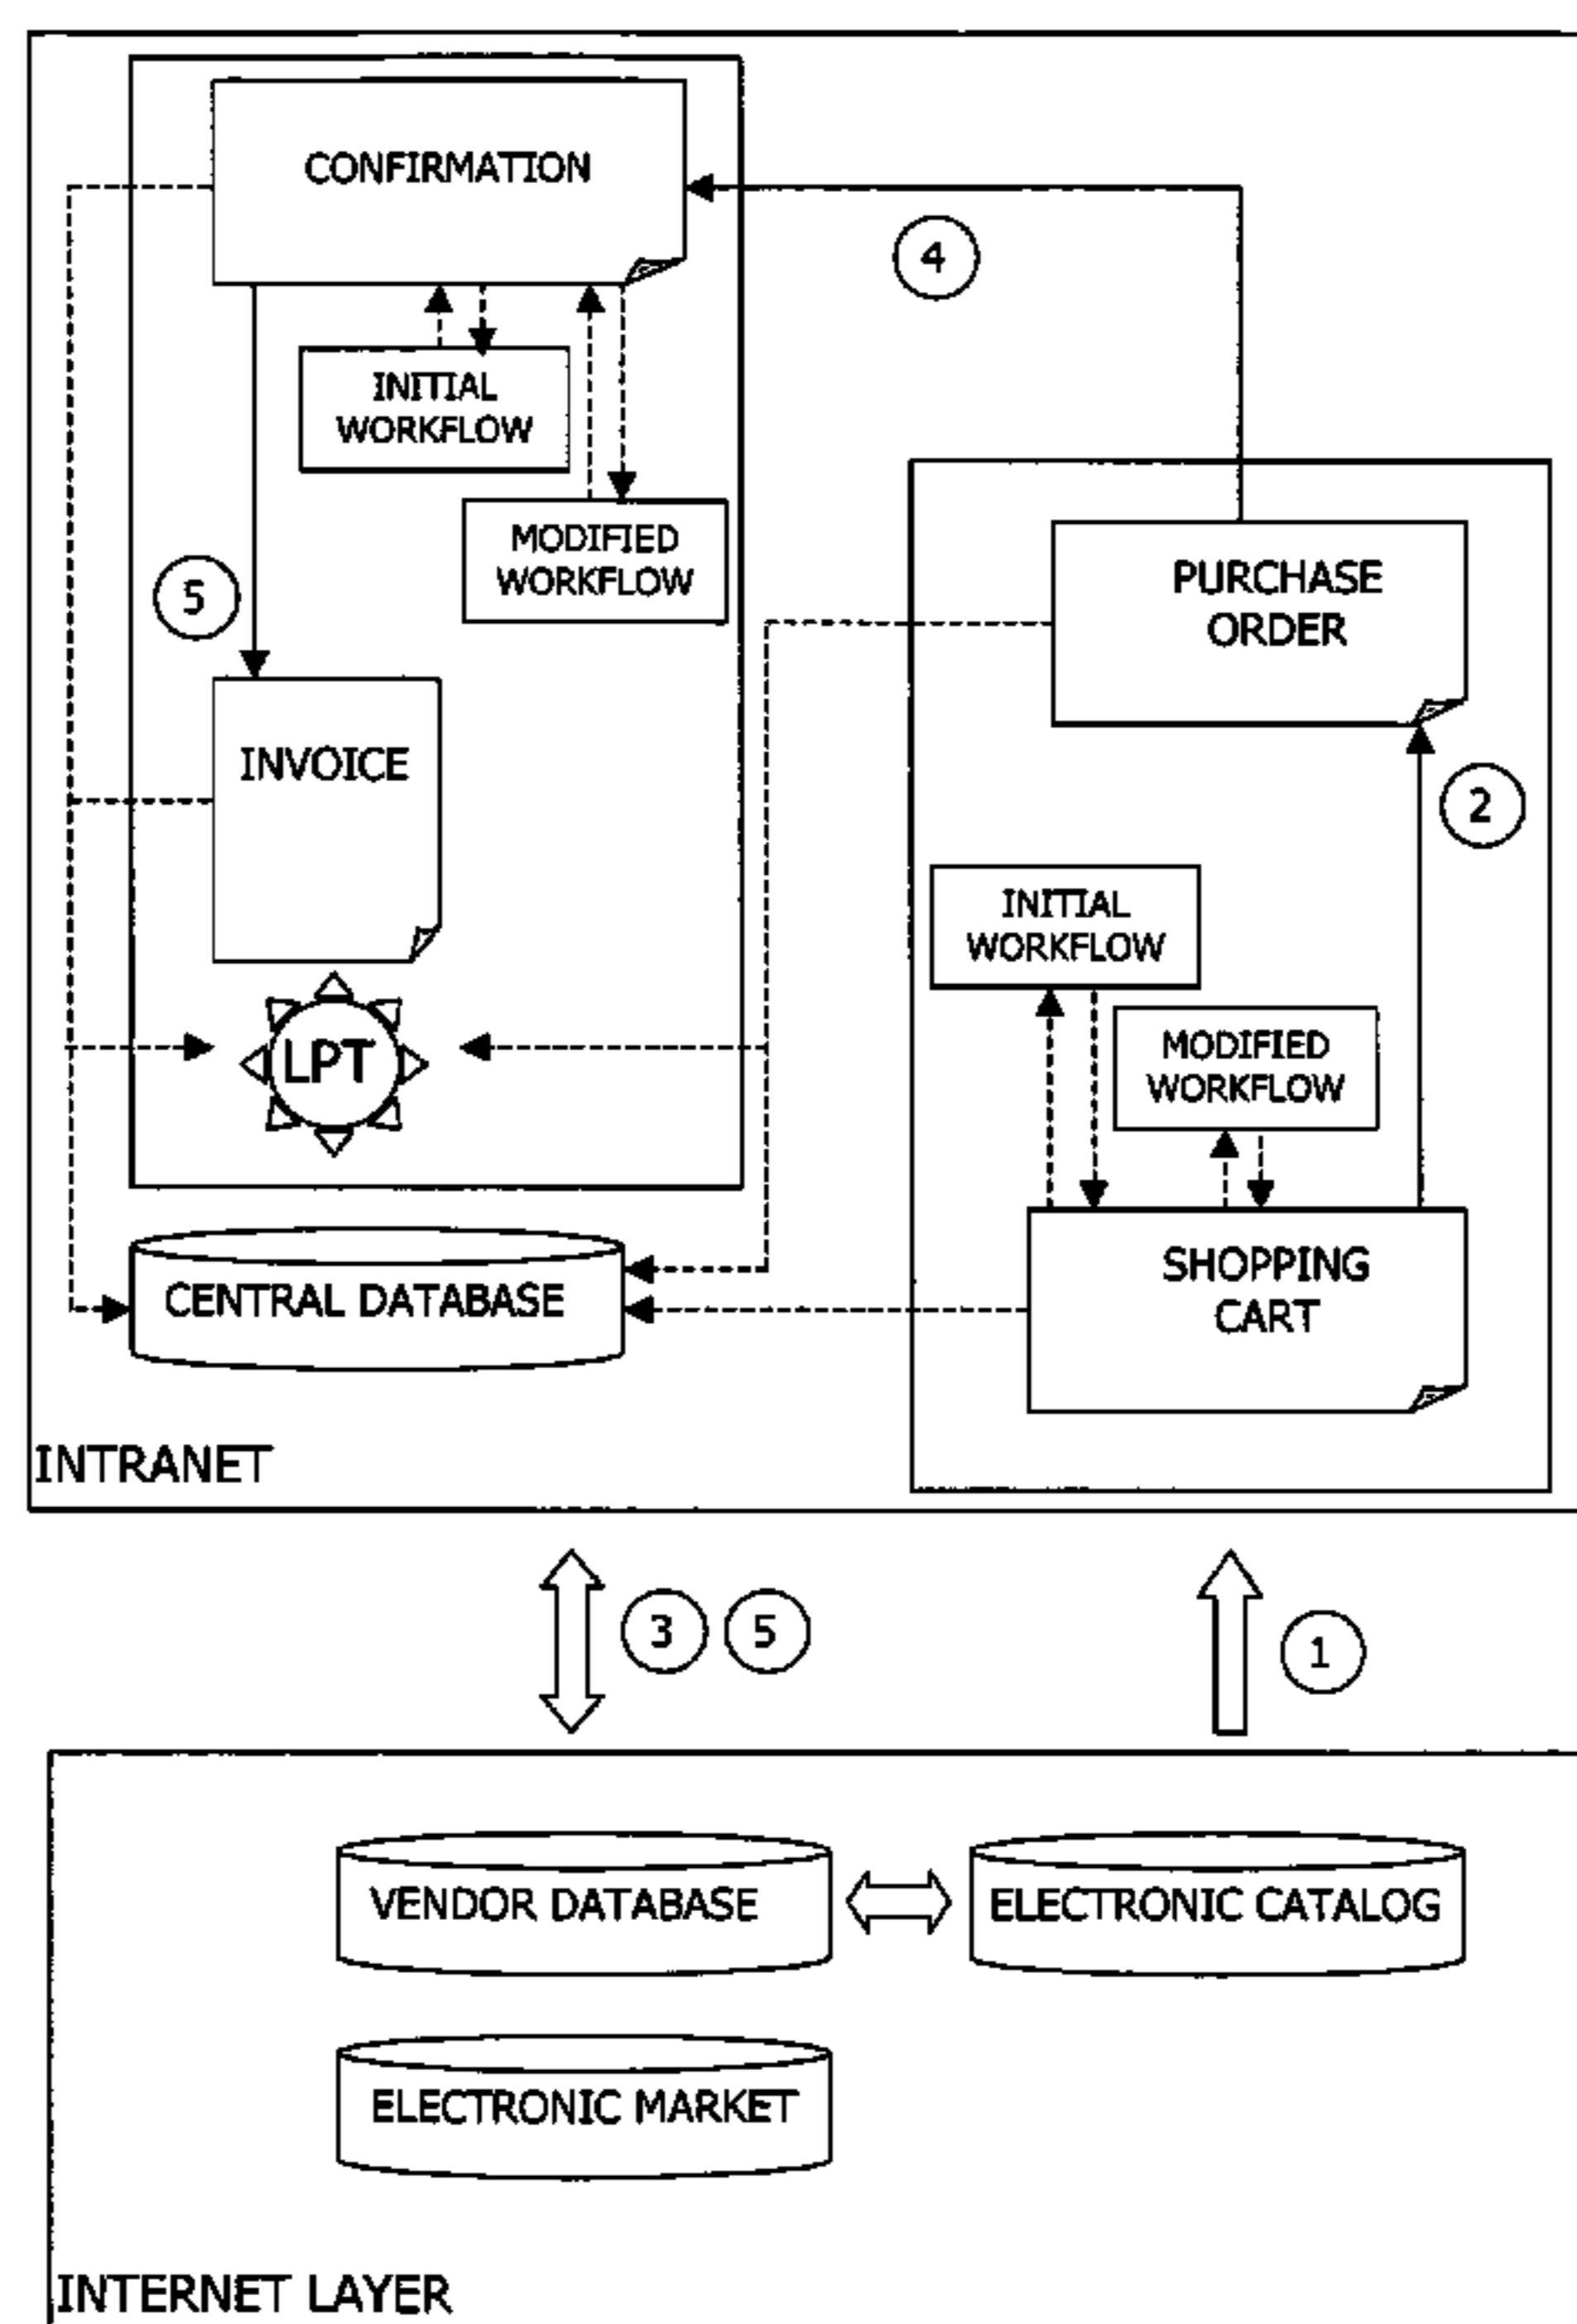 CONFIRMATION
4
INITIAL
WORKFLOW
MODIFIED
WORKFLOW
5
PURCHASE
ORDER
INVOICE
2
INITIAL
WORKFLOW
LPT
MODIFIED
WORKFLOW
CENTRAL DATABASE
SHOPPING
CART
INTRANET
3
5
1
VENDOR DATABASE
ELECTRONIC CATALOG
ELECTRONIC MARKET
INTERNET LAYER